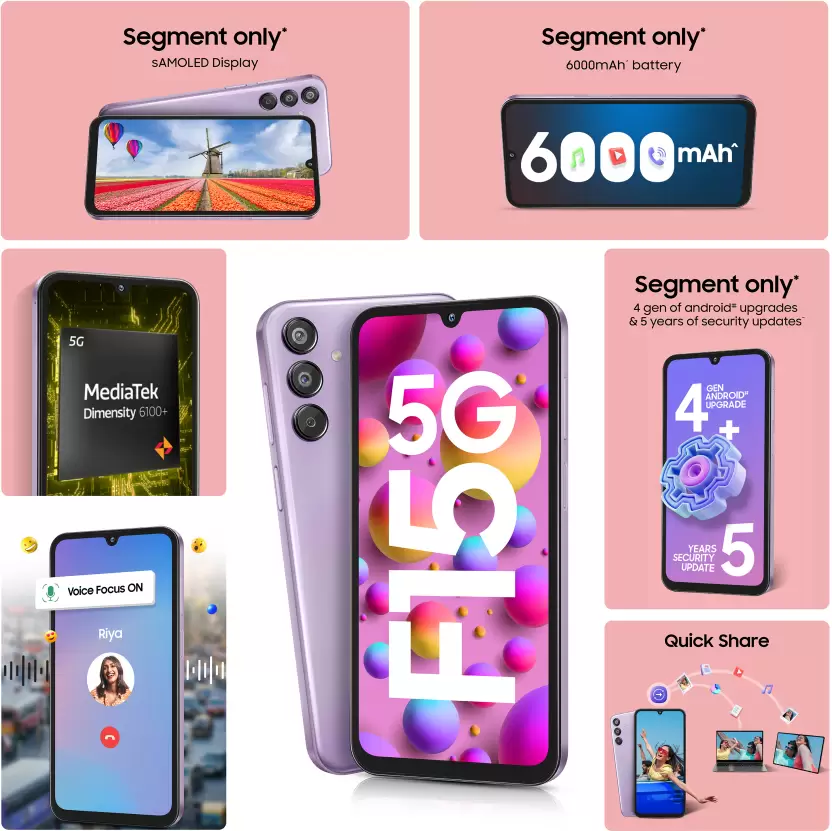 Segment only*
sAMOLED Display
Segment only*
6000mAh^ battery
6000mAh^
5G
MediaTek
Dimensity 6100+
5G
F15
Segment only*
4 gen of android# upgrades
& 5 years of security updates~
4 GEN
ANDROID#
UPGRADE
+
YEARS
SECURITY
UPDATE 5
Voice Focus ON
Riya
Quick Share